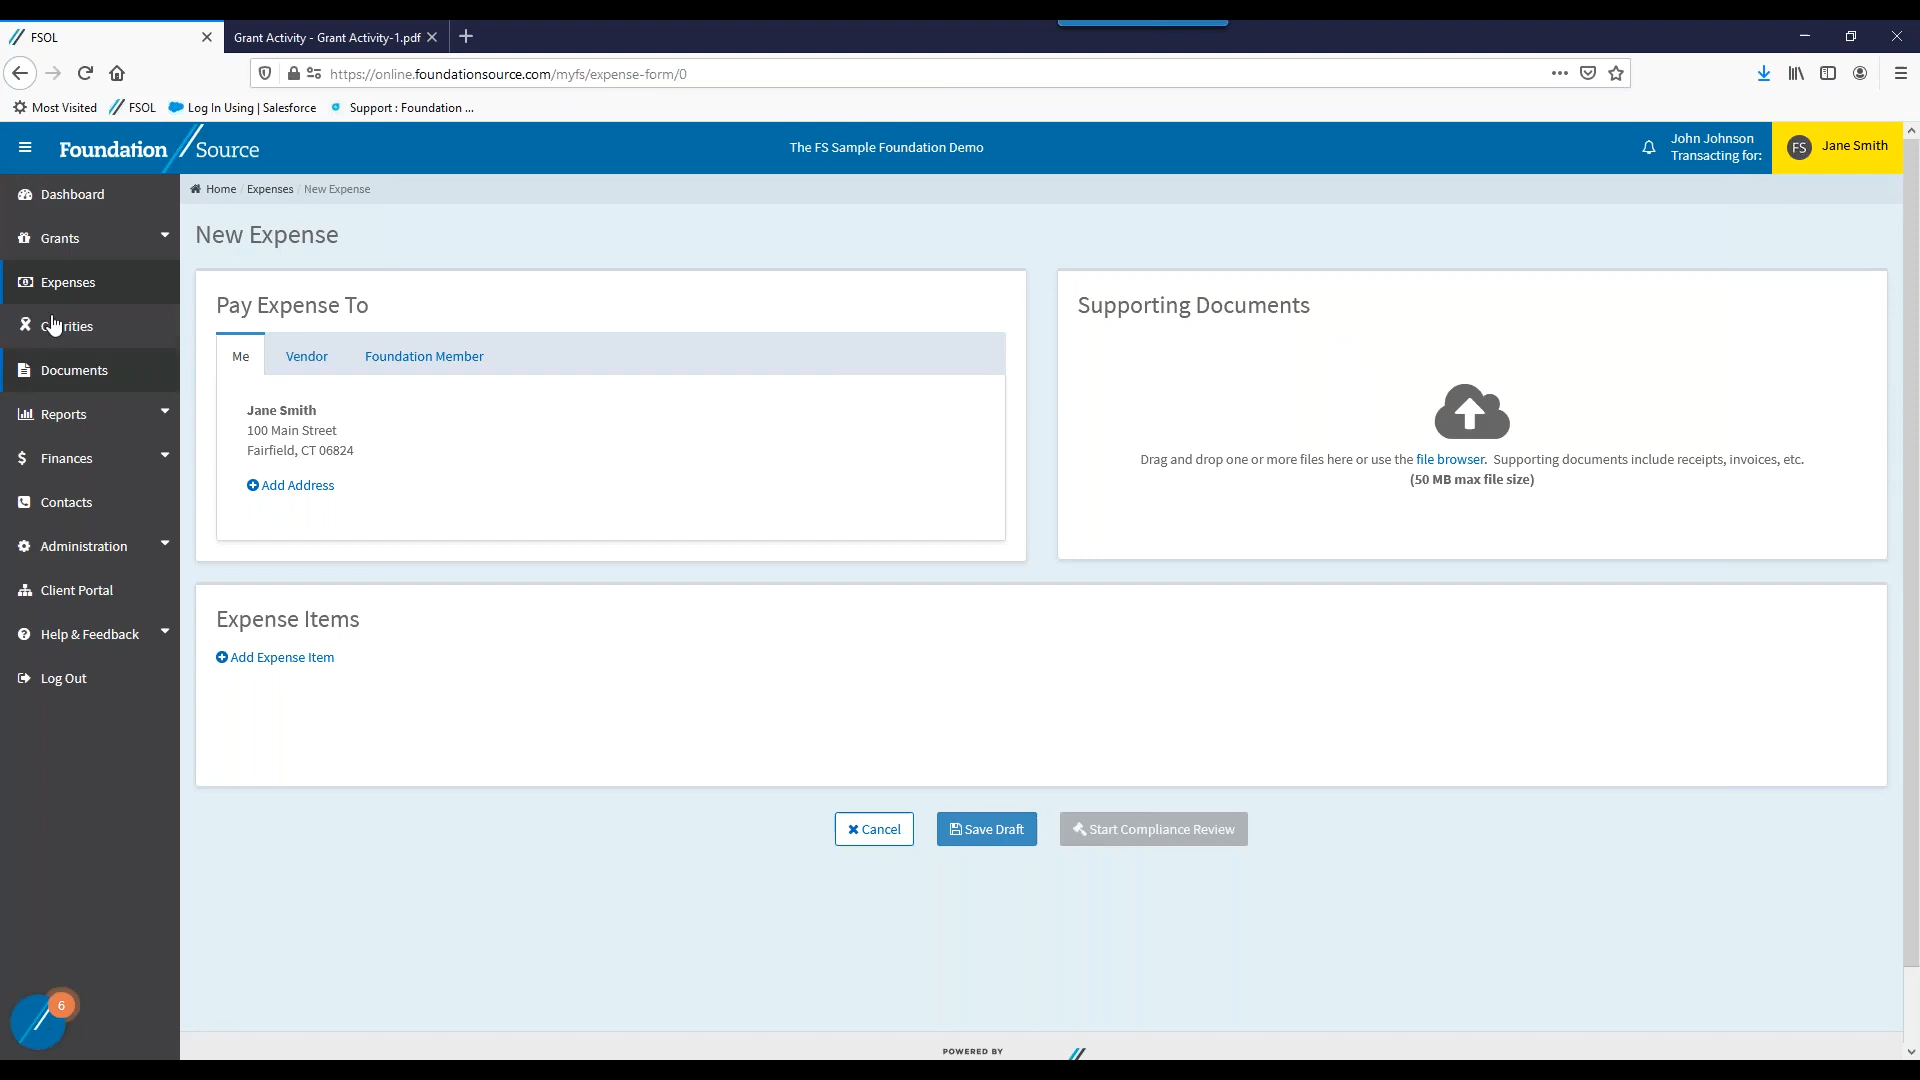 FSOL
Grant Activity - Grant Activity-1.pdf
https://online.foundationsource.com/myfs/expense-form/0
Most Visited
FSOL
Log In Using | Salesforce
Support : Foundation ...
Foundation Source
The FS Sample Foundation Demo
John Johnson
Transacting for:
FS
Jane Smith
Dashboard
Grants
Expenses
Documents
Reports
Finances
Contacts
Administration
Client Portal
Help & Feedback
Log Out
6
Home / Expenses / New Expense
New Expense
Pay Expense To
Me
Vendor
Foundation Member
Jane Smith
100 Main Street
Fairfield, CT 06824
Add Address
Supporting Documents
Drag and drop one or more files here or use the file browser. Supporting documents include receipts, invoices, etc.
(50 MB max file size)
Expense Items
Add Expense Item
Cancel
Save Draft
Start Compliance Review
POWERED BY